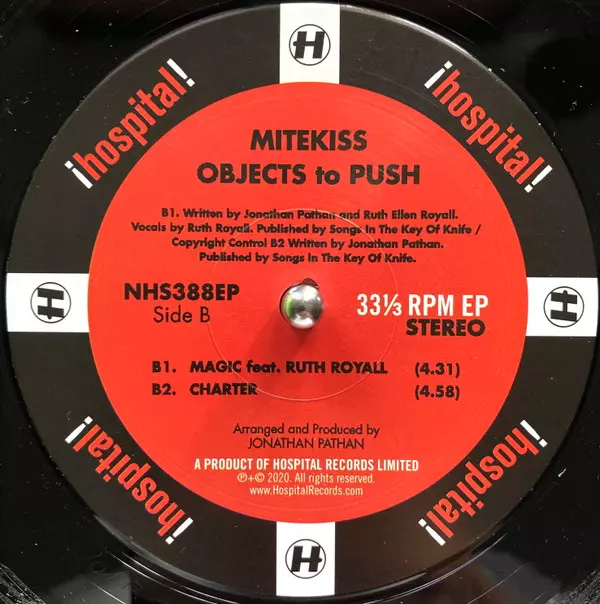 H
¡hospital!
¡hospital!
MITEKISS
OBJECTS to PUSH
B1. Written by Jonathan Pathan and Ruth Ellen Royall.
Vocals by Ruth Royall. Published by Songs In The Key Of Knife /
Copyright Control B2 Written by Jonathan Pathan.
Published by Songs In The Key Of Knife.
H
NHS388EP
Side B
33⅓ RPM EP
STEREO
H
B1. MAGIC feat. RUTH ROYALL (4.31)
B2. CHARTER (4.58)
Arranged and Produced by
JONATHAN PATHAN
A PRODUCT OF HOSPITAL RECORDS LIMITED
℗+© 2020. All rights reserved.
www.HospitalRecords.com
¡hospital!
¡hospital!
H